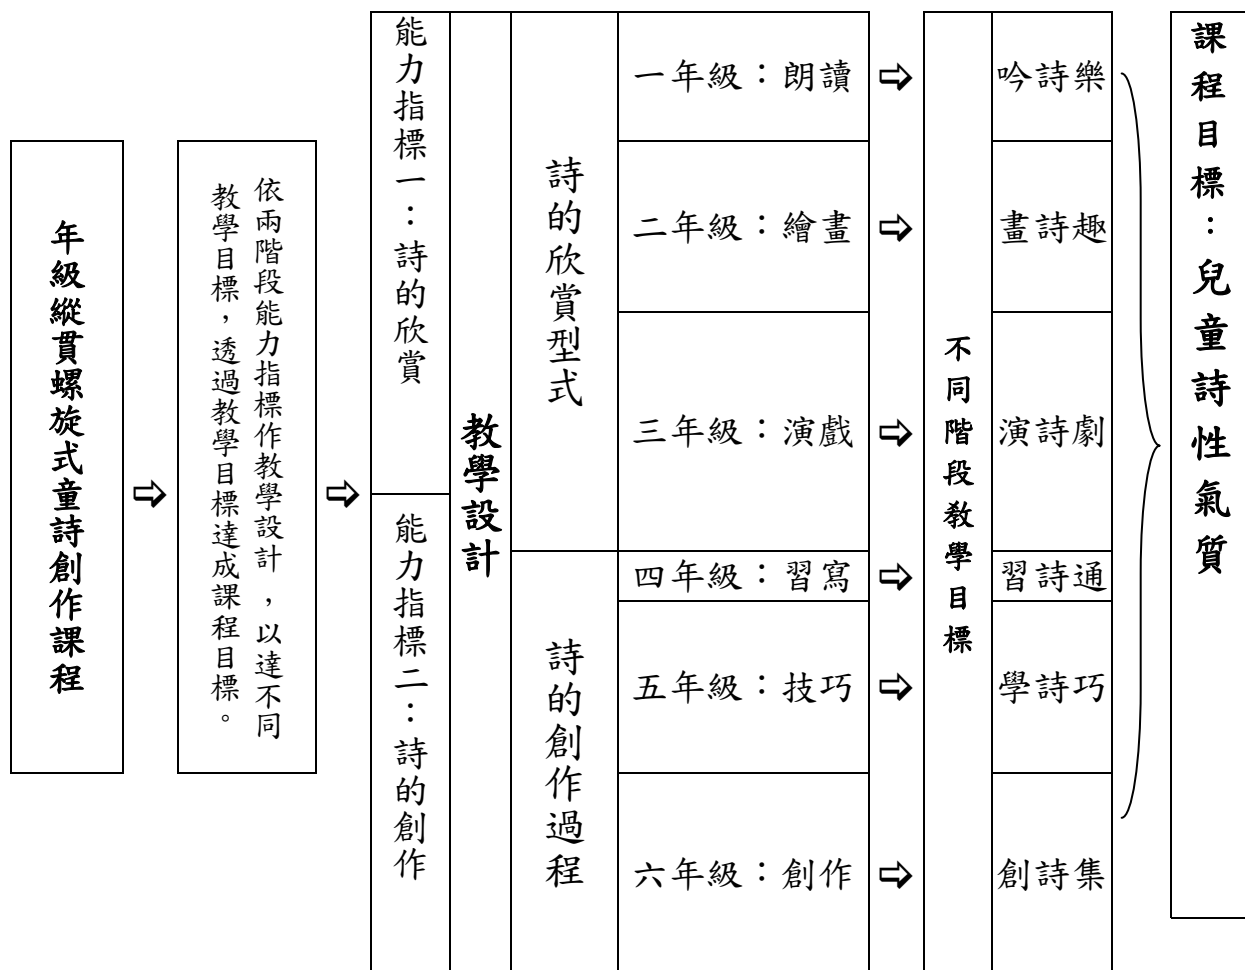 年級縱貫螺旋式童詩創作課程
依兩階段能力指標作教學設計，以達不同
教學目標，透過教學目標達成課程目標。
能力指標一：詩的欣賞
能力指標二：詩的創作
教學設計
詩的欣賞型式
詩的創作過程
一年級：朗讀
二年級：繪畫
三年級：演戲
四年級：習寫
五年級：技巧
六年級：創作
不同階段教學目標
吟詩樂
畫詩趣
演詩劇
習詩通
學詩巧
創詩集
課程目標：兒童詩性氣質